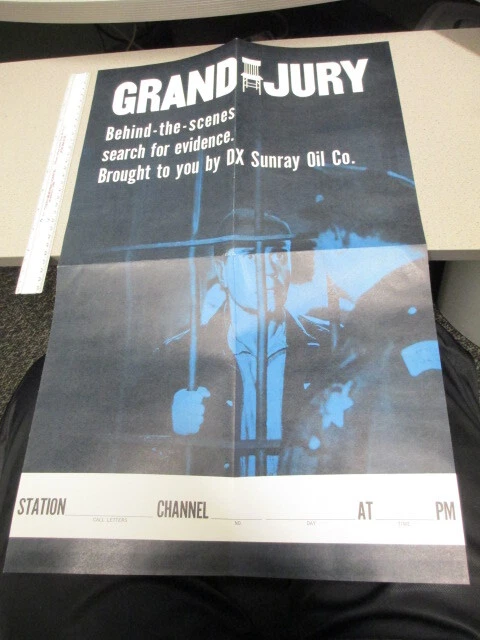 GRAND JURY
Behind-the-scenes
search for evidence.
Brought to you by DX Sunray Oil Co.
STATION CHANNEL AT PM
CALL LETTERS NO. DAY TIME